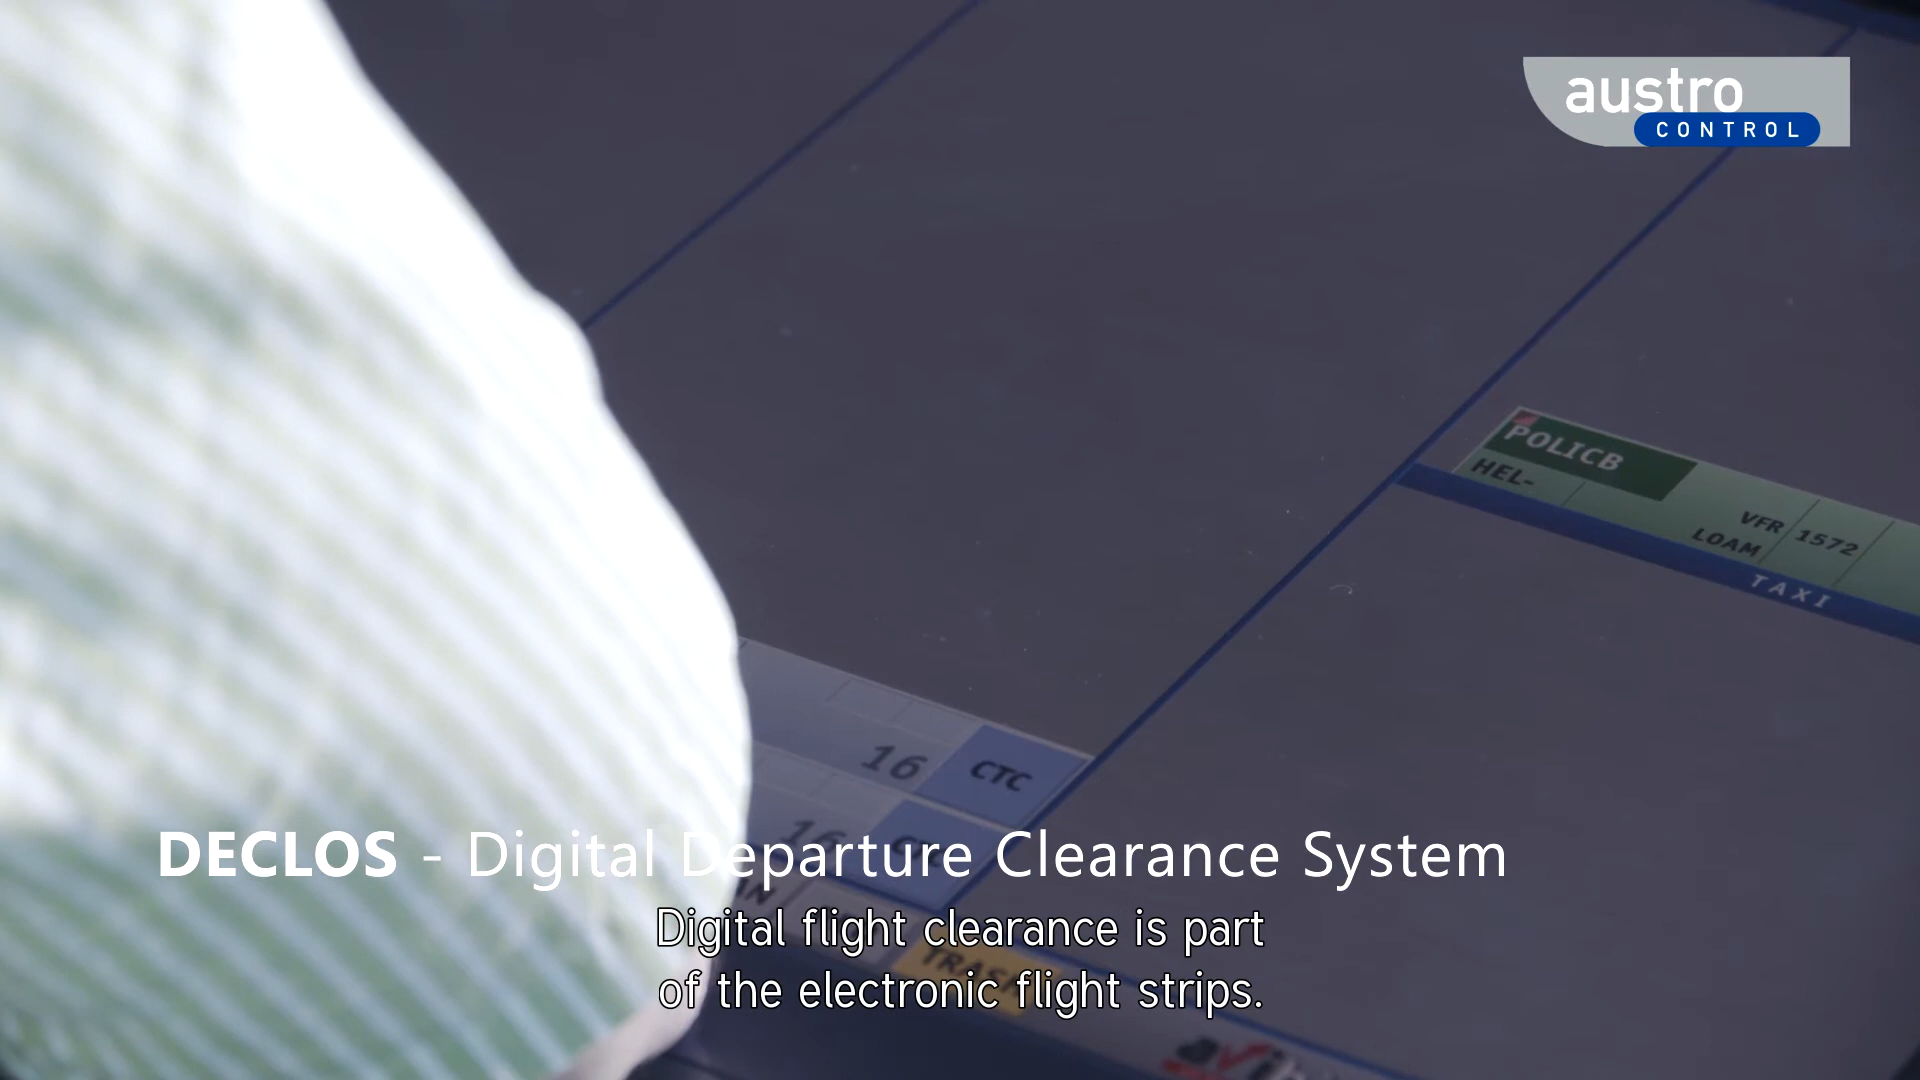 austro
CONTROL
POLICB
HEL-
VFR 1572
LOAM
TAXI
16 CTC
16
DECLOS - Digital Departure Clearance System
Digital flight clearance is part
of the electronic flight strips.